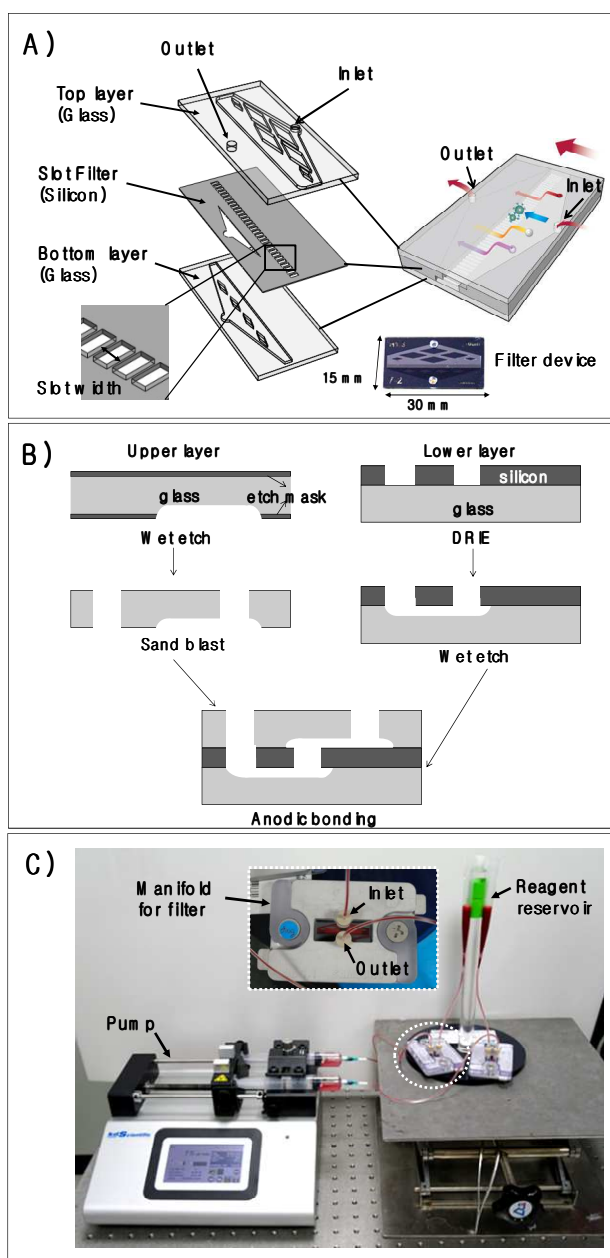 A)
Outlet
Inlet
Top layer
(Glass)
Slot Filter
(Silicon)
Outlet
Inlet
Bottom layer
(Glass)
Slot width
15 mm
Filter device
30 mm
B)
Upper layer
Lower layer
silicon
glass
etch mask
glass
Wet etch
DRIE
Sand blast
Wet etch
Anodic bonding
C)
Manifold
for filter
Inlet
Outlet
Reagent
reservoir
Pump